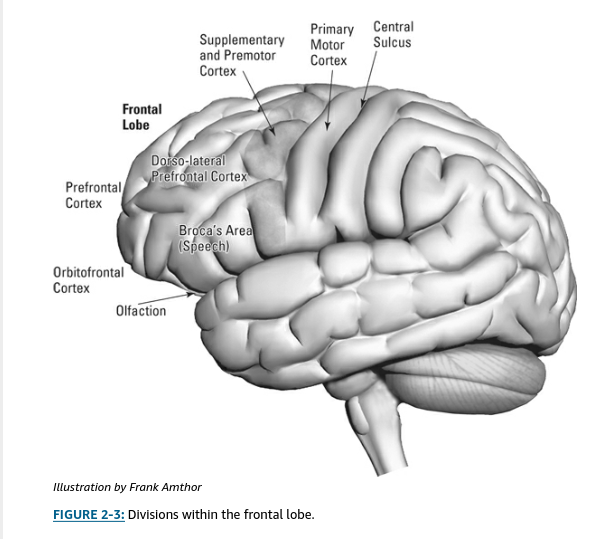 Supplementary
and Premotor
Cortex
Primary
Motor
Cortex
Central
Sulcus
Frontal
Lobe
Dorso-lateral
Prefrontal Cortex
Prefrontal
Cortex
Broca's Area
(Speech)
Orbitofrontal
Cortex
Olfaction
Illustration by Frank Amthor
FIGURE 2-3: Divisions within the frontal lobe.